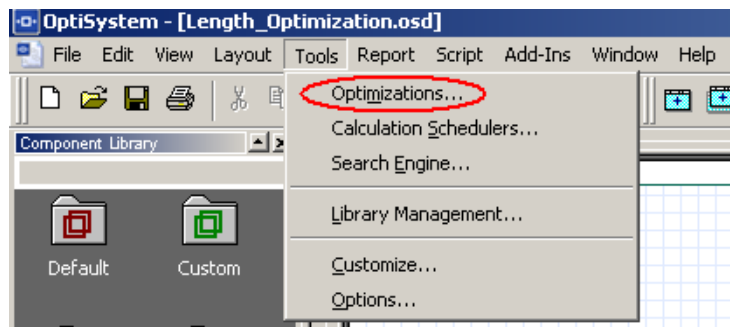 OptiSystem - [Length_Optimization.osd]
File Edit View Layout Tools Report Script Add-Ins Window Help
Optimizations...
Calculation Schedulers...
Component Library
Search Engine...
Library Management...
Default Custom
Customize...
Options...